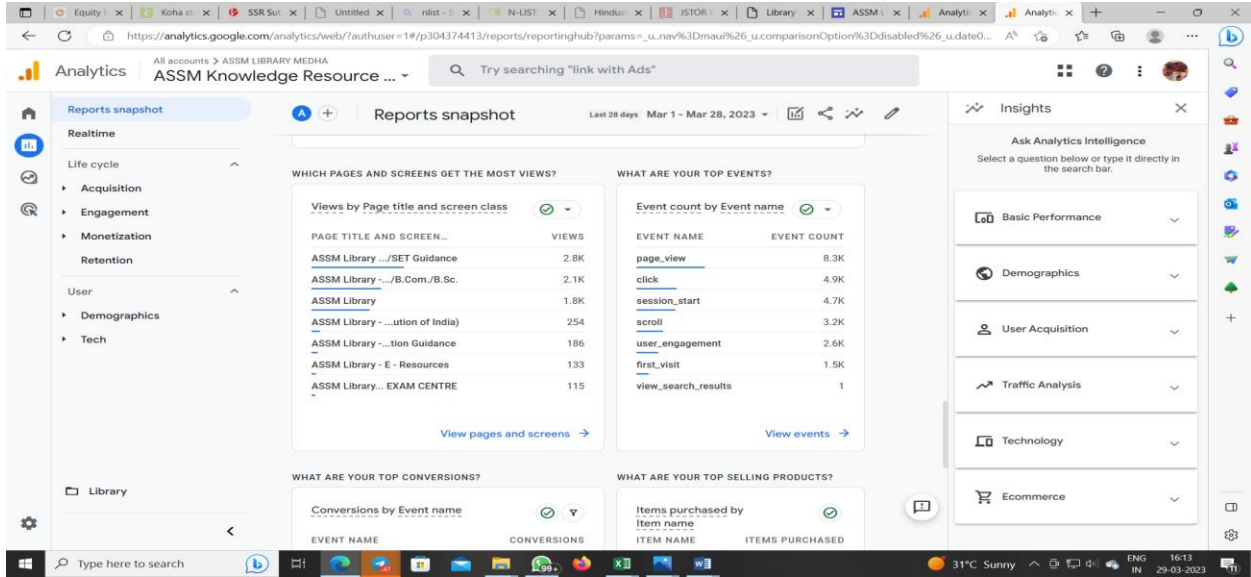 Equity F
Koha st
SSR Sub
Untitled
nlist - S
N-LIST:
Hindus
JSTOR
Library
ASSM L
Analytic
Analytic
https://analytics.google.com/analytics/web/?authuser=1#/p304374413/reports/reportinghub?params=_u..nav%3Dmaui%26_u.comparisonOption%3Ddisabled%26_u.date0...
Analytics
All accounts > ASSM LIBRARY MEDHA
ASSM Knowledge Resource ...
Try searching "link with Ads"
Reports snapshot
Realtime
Life cycle
Acquisition
Engagement
Monetization
Retention
User
Demographics
Tech
Library
A
Reports snapshot
Last 28 days Mar 1 - Mar 28, 2023
WHICH PAGES AND SCREENS GET THE MOST VIEWS?
Views by Page title and screen class
PAGE TITLE AND SCREEN... VIEWS
ASSM Library .../SET Guidance 2.8K
ASSM Library -.../B.Com./B.Sc. 2.1K
ASSM Library 1.8K
ASSM Library - ...ution of India) 254
ASSM Library -...tion Guidance 186
ASSM Library - E - Resources 133
ASSM Library... EXAM CENTRE 115
View pages and screens →
WHAT ARE YOUR TOP EVENTS?
Event count by Event name
EVENT NAME EVENT COUNT
page_view 8.3K
click 4.9K
session_start 4.7K
scroll 3.2K
user_engagement 2.6K
first_visit 1.5K
view_search_results 1
View events →
WHAT ARE YOUR TOP CONVERSIONS?
Conversions by Event name
EVENT NAME CONVERSIONS
WHAT ARE YOUR TOP SELLING PRODUCTS?
Items purchased by
Item name
ITEM NAME ITEMS PURCHASED
Insights
Ask Analytics Intelligence
Select a question below or type it directly in
the search bar.
Basic Performance
Demographics
User Acquisition
Traffic Analysis
Technology
Ecommerce
Type here to search
99+
31°C Sunny
ENG
IN
16:13
29-03-2023